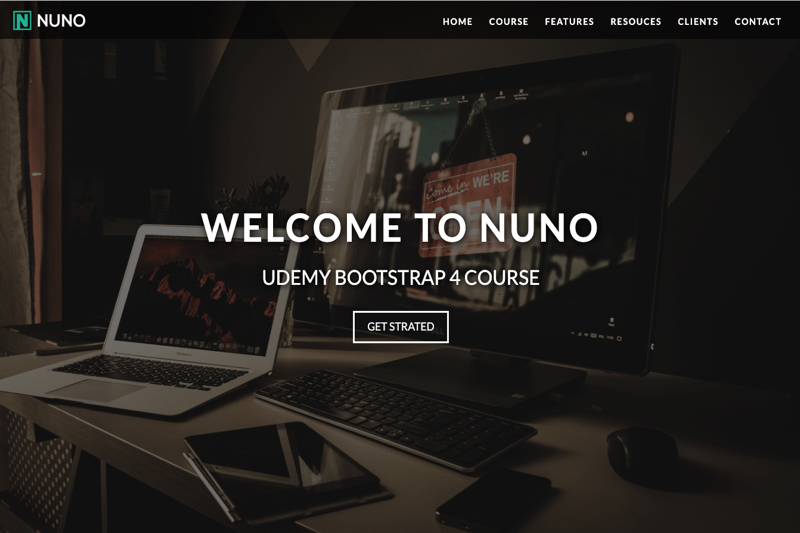 NUNO
HOME COURSE FEATURES RESOUCES CLIENTS CONTACT
Come in WE'RE
OPEN
WELCOME TO NUNO
UDEMY BOOTSTRAP 4 COURSE
GET STRATED